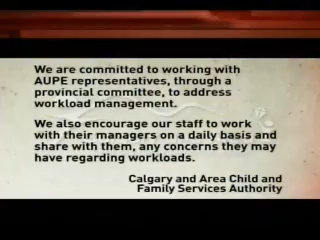 We are committed to working with
AUPE representatives, through a
provincial committee, to address
workload management.
We also encourage our staff to work
with their managers on a daily basis and
share with them, any concerns they may
have regarding workloads.
Calgary and Area Child and
Family Services Authority